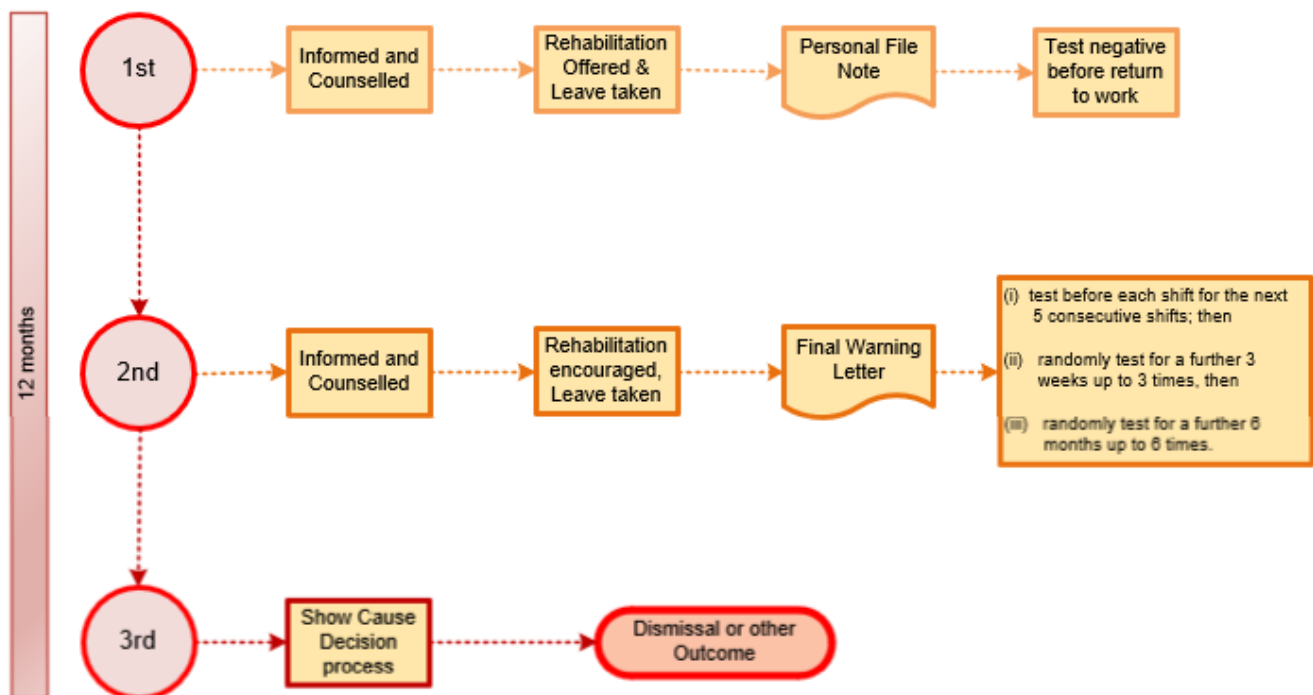 1st
Informed and
Counselled
Rehabilitation
Offered &
Leave taken
Personal File
Note
Test negative
before return
to work
12 months
2nd
Informed and
Counselled
Rehabilitation
encouraged,
Leave taken
Final Warning
Letter
(i) test before each shift for the next
5 consecutive shifts; then
(ii) randomly test for a further 3
weeks up to 3 times, then
(iii) randomly test for a further 6
months up to 6 times.
3rd
Show Cause
Decision
process
Dismissal or other
Outcome